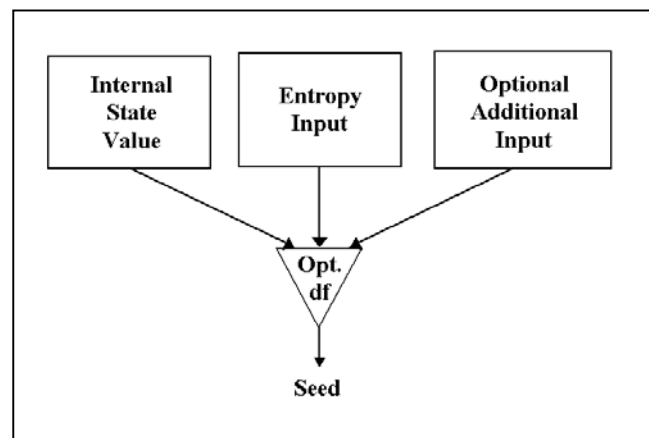 Internal
State
Value
Entropy
Input
Optional
Additional
Input
Opt.
df
Seed